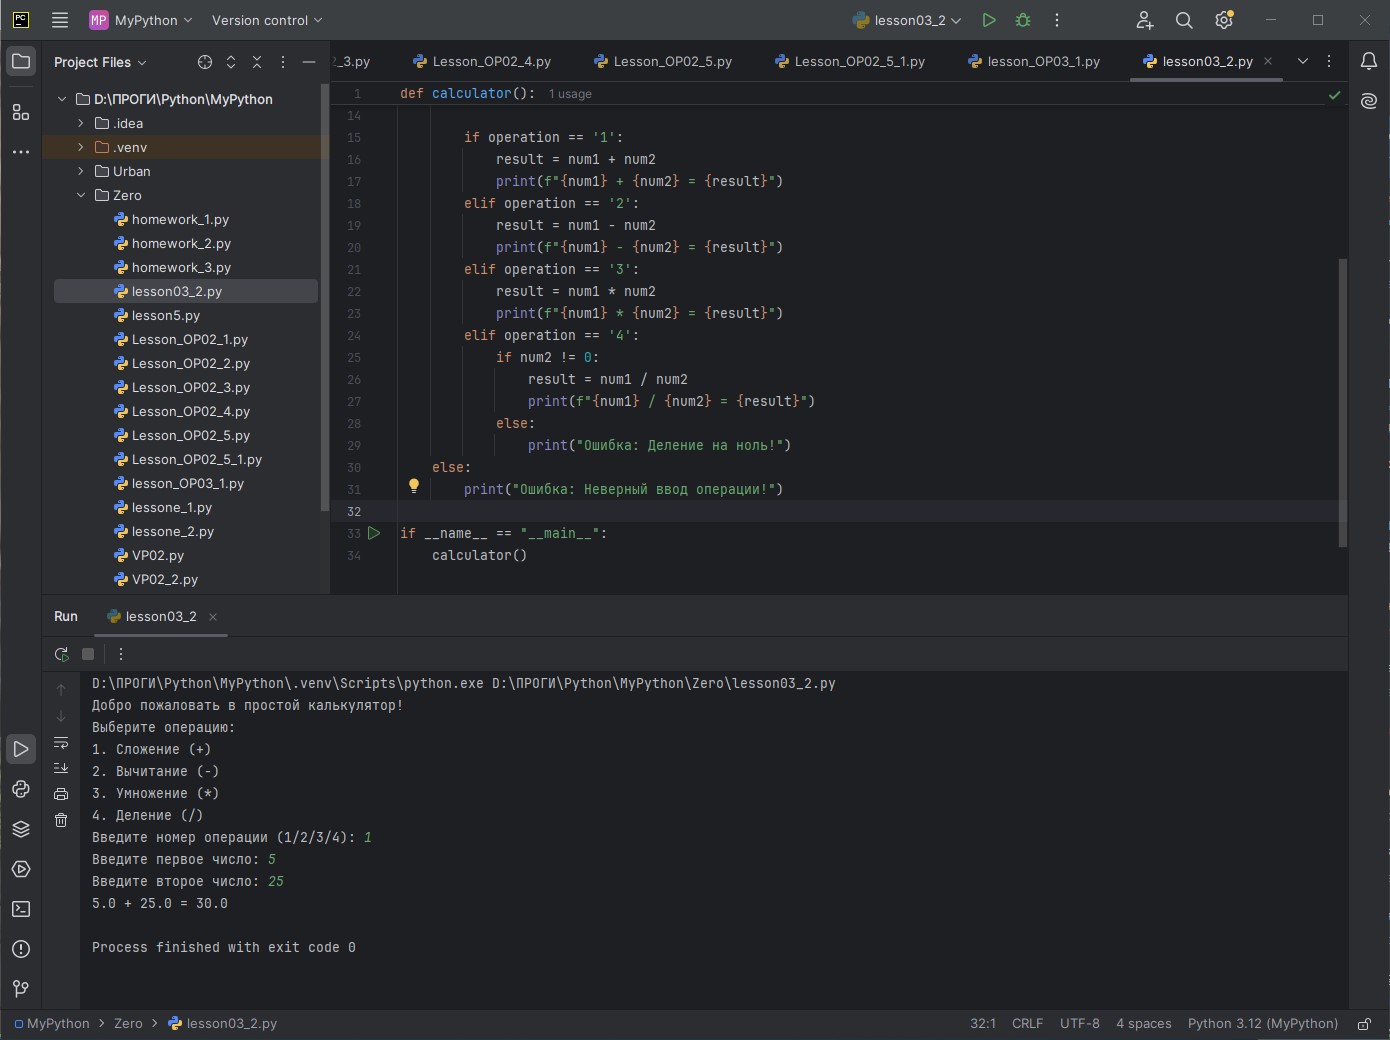 PC
MP MyPython
Version control
lesson03_2
Project Files
_3.py
Lesson_OP02_4.py
Lesson_OP02_5.py
Lesson_OP02_5_1.py
lesson_OP03_1.py
lesson03_2.py
D:\ПРОГИ\Python\MyPython
.idea
.venv
Urban
Zero
homework_1.py
homework_2.py
homework_3.py
lesson03_2.py
lesson5.py
Lesson_OP02_1.py
Lesson_OP02_2.py
Lesson_OP02_3.py
Lesson_OP02_4.py
Lesson_OP02_5.py
Lesson_OP02_5_1.py
lesson_OP03_1.py
lessone_1.py
lessone_2.py
VP02.py
VP02_2.py
1 def calculator(): 1 usage
14
15 if operation == '1':
16 result = num1 + num2
17 print(f"{num1} + {num2} = {result}")
18 elif operation == '2':
19 result = num1 - num2
20 print(f"{num1} - {num2} = {result}")
21 elif operation == '3':
22 result = num1 * num2
23 print(f"{num1} * {num2} = {result}")
24 elif operation == '4':
25 if num2 != 0:
26 result = num1 / num2
27 print(f"{num1} / {num2} = {result}")
28 else:
29 print("Ошибка: Деление на ноль!")
30 else:
31 print("Ошибка: Неверный ввод операции!")
32
33 if __name__ == "__main__":
34 calculator()
Run
lesson03_2
D:\ПРОГИ\Python\MyPython\.venv\Scripts\python.exe D:\ПРОГИ\Python\MyPython\Zero\lesson03_2.py
Добро пожаловать в простой калькулятор!
Выберите операцию:
1. Сложение (+)
2. Вычитание (-)
3. Умножение (*)
4. Деление (/)
Введите номер операции (1/2/3/4): 1
Введите первое число: 5
Введите второе число: 25
5.0 + 25.0 = 30.0
Process finished with exit code 0
MyPython > Zero > lesson03_2.py
32:1 CRLF UTF-8 4 spaces Python 3.12 (MyPython)